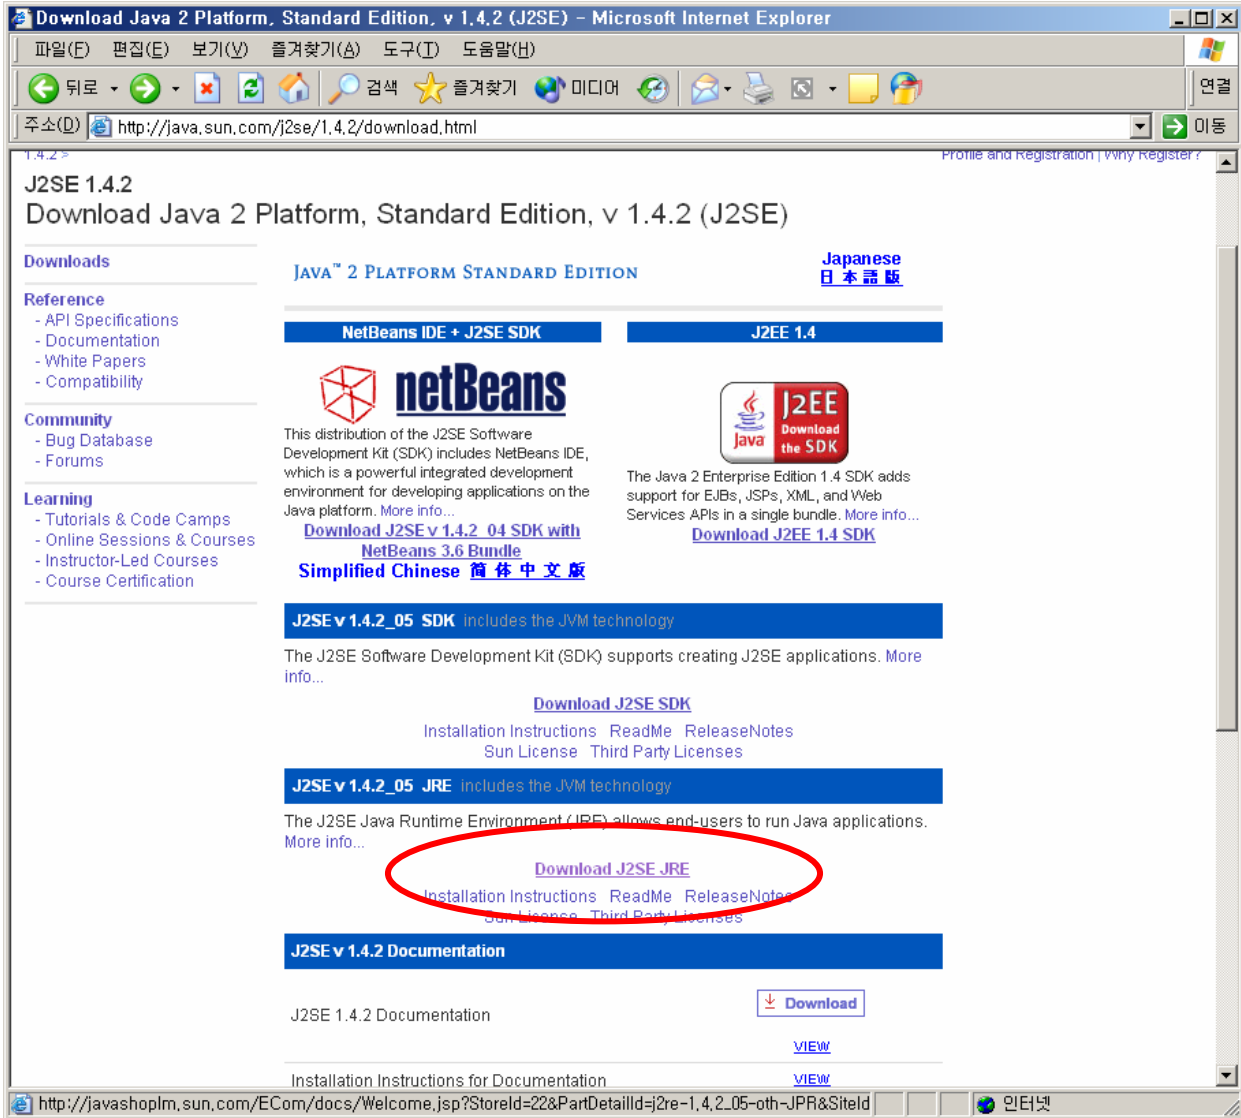 Download Java 2 Platform, Standard Edition, v 1.4.2 (J2SE) - Microsoft Internet Explorer
파일(F) 편집(E) 보기(V) 즐겨찾기(A) 도구(T) 도움말(H)
뒤로 검색 즐겨찾기 미디어 연결
주소(D) http://java.sun.com/j2se/1.4.2/download.html 이동
1.4.2 > Profile and Registration | Why Register?
J2SE 1.4.2
Download Java 2 Platform, Standard Edition, v 1.4.2 (J2SE)
Downloads
Reference
- API Specifications
- Documentation
- White Papers
- Compatibility
Community
- Bug Database
- Forums
Learning
- Tutorials & Code Camps
- Online Sessions & Courses
- Instructor-Led Courses
- Course Certification
JAVA™ 2 PLATFORM STANDARD EDITION
Japanese
日本語版
NetBeans IDE + J2SE SDK
netBeans
This distribution of the J2SE Software
Development Kit (SDK) includes NetBeans IDE,
which is a powerful integrated development
environment for developing applications on the
Java platform. More info...
Download J2SE v 1.4.2_04 SDK with
NetBeans 3.6 Bundle
Simplified Chinese 简体中文版
J2EE 1.4
Java J2EE
Download
the SDK
The Java 2 Enterprise Edition 1.4 SDK adds
support for EJBs, JSPs, XML, and Web
Services APIs in a single bundle. More info...
Download J2EE 1.4 SDK
J2SE v 1.4.2_05 SDK includes the JVM technology
The J2SE Software Development Kit (SDK) supports creating J2SE applications. More
info...
Download J2SE SDK
Installation Instructions ReadMe ReleaseNotes
Sun License Third Party Licenses
J2SE v 1.4.2_05 JRE includes the JVM technology
The J2SE Java Runtime Environment (JRE) allows end-users to run Java applications.
More info...
Download J2SE JRE
Installation Instructions ReadMe ReleaseNotes
Sun License Third Party Licenses
J2SE v 1.4.2 Documentation
J2SE 1.4.2 Documentation
Download
VIEW
Installation Instructions for Documentation VIEW
http://javashoplm.sun.com/ECom/docs/Welcome.jsp?StoreId=22&PartDetailId=j2re-1.4.2_05-oth-JPR&SiteId 인터넷